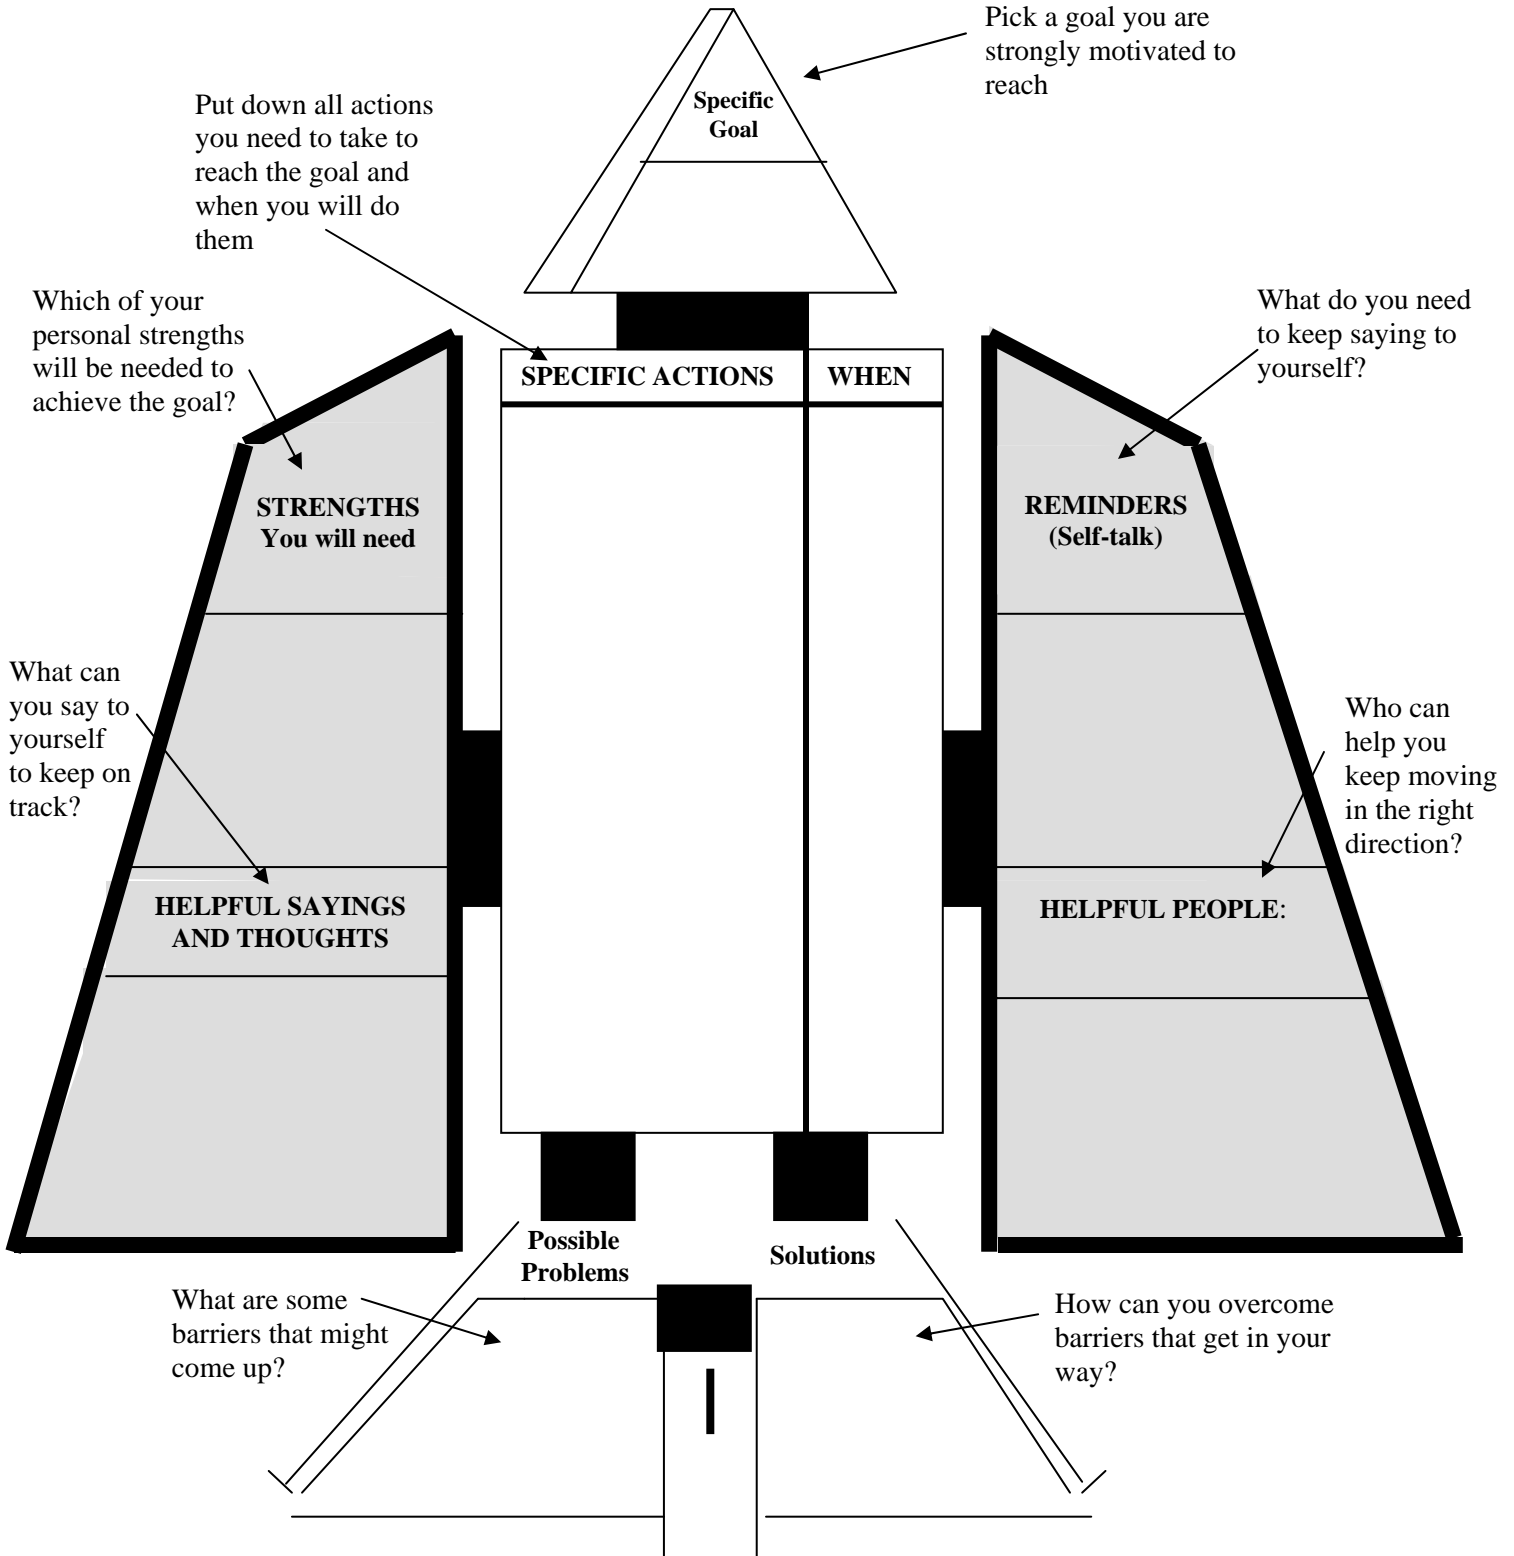 Pick a goal you are
strongly motivated to
reach
Specific
Goal
Put down all actions
you need to take to
reach the goal and
when you will do
them
Which of your
personal strengths
will be needed to
achieve the goal?
What do you need
to keep saying to
yourself?
SPECIFIC ACTIONS
WHEN
STRENGTHS
You will need
REMINDERS
(Self-talk)
What can
you say to
yourself
to keep on
track?
Who can
help you
keep moving
in the right
direction?
HELPFUL SAYINGS
AND THOUGHTS
HELPFUL PEOPLE:
Possible
Problems
Solutions
What are some
barriers that might
come up?
How can you overcome
barriers that get in your
way?